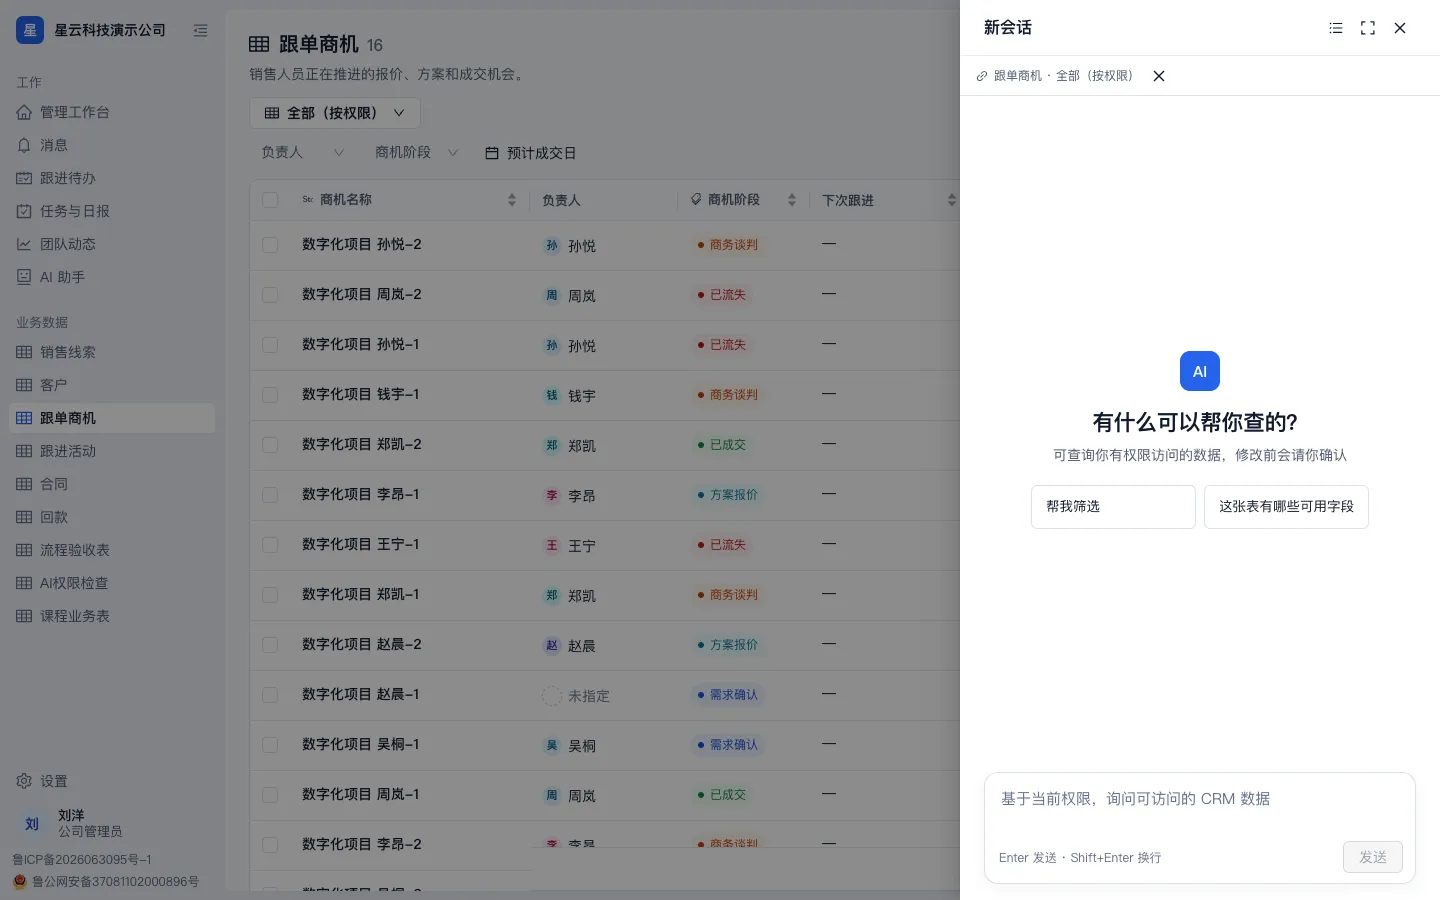 星 星云科技演示公司
工作
管理工作台
消息
跟进待办
任务与日报
团队动态
AI 助手
业务数据
销售线索
客户
跟单商机
跟进活动
合同
回款
流程验收表
AI权限检查
课程业务表
设置
刘 刘洋
公司管理员
鲁ICP备2026063095号-1
鲁公网安备37081102000896号
跟单商机 16
销售人员正在推进的报价、方案和成交机会。
全部（按权限）
负责人 商机阶段 预计成交日
Str 商机名称 负责人 商机阶段 下次跟进
数字化项目 孙悦-2 孙 孙悦 商务谈判 —
数字化项目 周岚-2 周 周岚 已流失 —
数字化项目 孙悦-1 孙 孙悦 已流失 —
数字化项目 钱宇-1 钱 钱宇 商务谈判 —
数字化项目 郑凯-2 郑 郑凯 已成交 —
数字化项目 李昂-1 李 李昂 方案报价 —
数字化项目 王宁-1 王 王宁 已流失 —
数字化项目 郑凯-1 郑 郑凯 商务谈判 —
数字化项目 赵晨-2 赵 赵晨 方案报价 —
数字化项目 赵晨-1 未指定 需求确认 —
数字化项目 吴桐-1 吴 吴桐 需求确认 —
数字化项目 周岚-1 周 周岚 已成交 —
数字化项目 李昂-2 李 李昂 商务谈判 —
新会话
跟单商机 · 全部（按权限）
AI
有什么可以帮你查的?
可查询你有权限访问的数据，修改前会请你确认
帮我筛选 这张表有哪些可用字段
基于当前权限，询问可访问的 CRM 数据
Enter 发送 · Shift+Enter 换行 发送